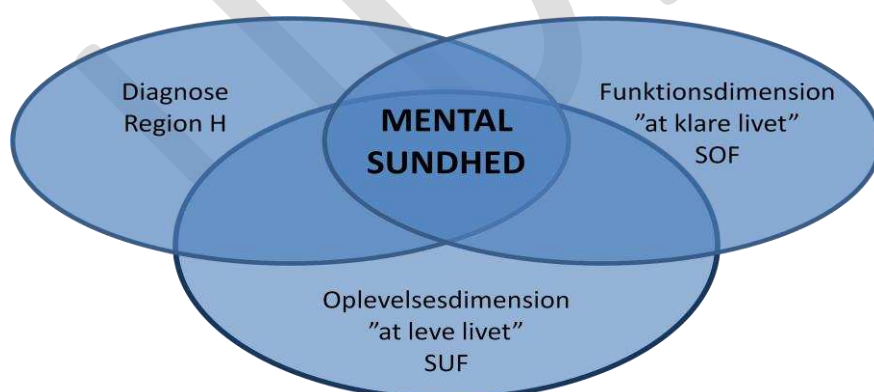 Diagnose
Region H
MENTAL
SUNDHED
Funktionsdimension
”at klare livet”
SOF
Oplevelsesdimension
”at leve livet”
SUF